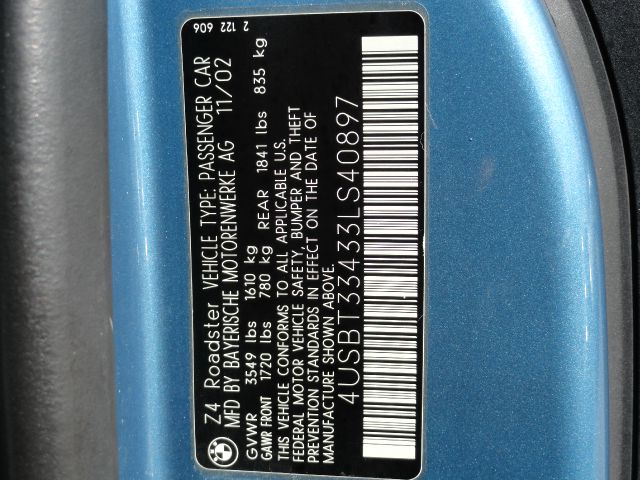 2 122 606
Z4 Roadster VEHICLE TYPE: PASSENGER CAR
MFD BY BAYERISCHE MOTORENWERKE AG 11/02
GVWR 3549 lbs 1610 kg
GAWR FRONT 1720 lbs 780 kg REAR 1841 lbs 835 kg
THIS VEHICLE CONFORMS TO ALL APPLICABLE U.S.
FEDERAL MOTOR VEHICLE SAFETY, BUMPER AND THEFT
PREVENTION STANDARDS IN EFFECT ON THE DATE OF
MANUFACTURE SHOWN ABOVE.
4USBT33433LS40897